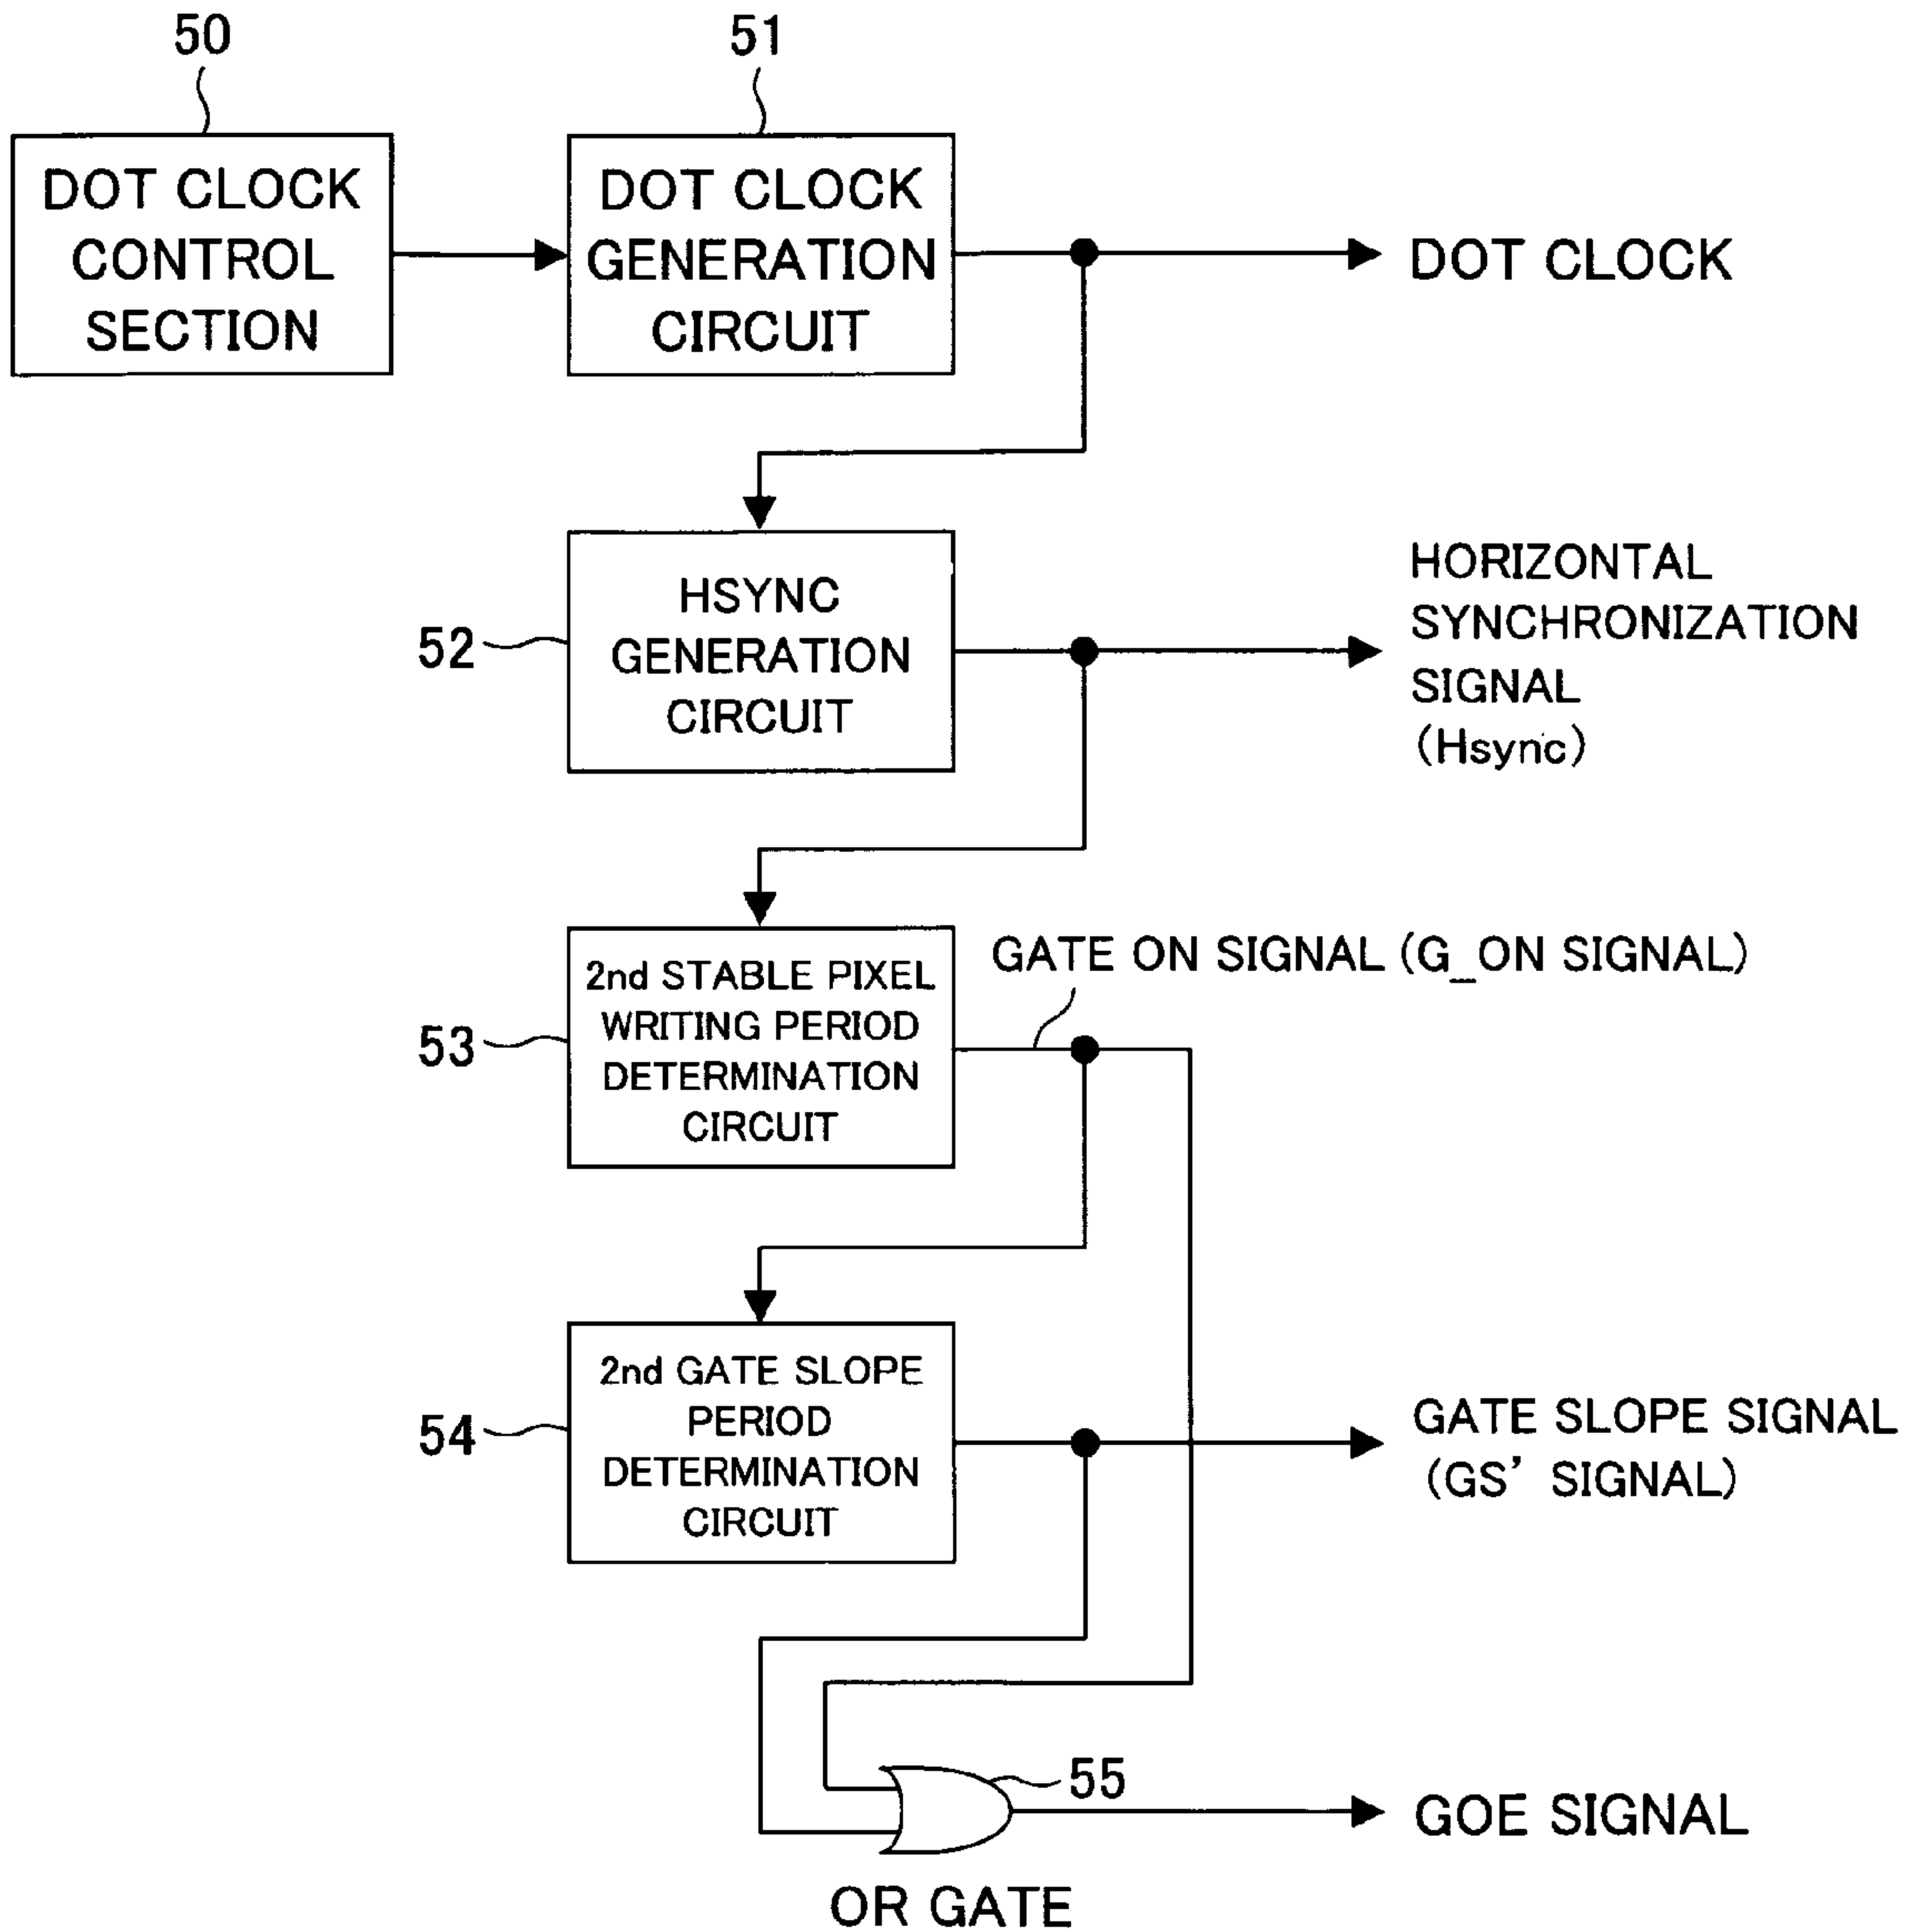 50
51
DOT CLOCK
CONTROL
SECTION
DOT CLOCK
GENERATION
CIRCUIT
DOT CLOCK
52
HSYNC
GENERATION
CIRCUIT
HORIZONTAL
SYNCHRONIZATION
SIGNAL
(Hsync)
53
2nd STABLE PIXEL
WRITING PERIOD
DETERMINATION
CIRCUIT
GATE ON SIGNAL (G_ON SIGNAL)
54
2nd GATE SLOPE
PERIOD
DETERMINATION
CIRCUIT
GATE SLOPE SIGNAL
(GS' SIGNAL)
55
GOE SIGNAL
OR GATE